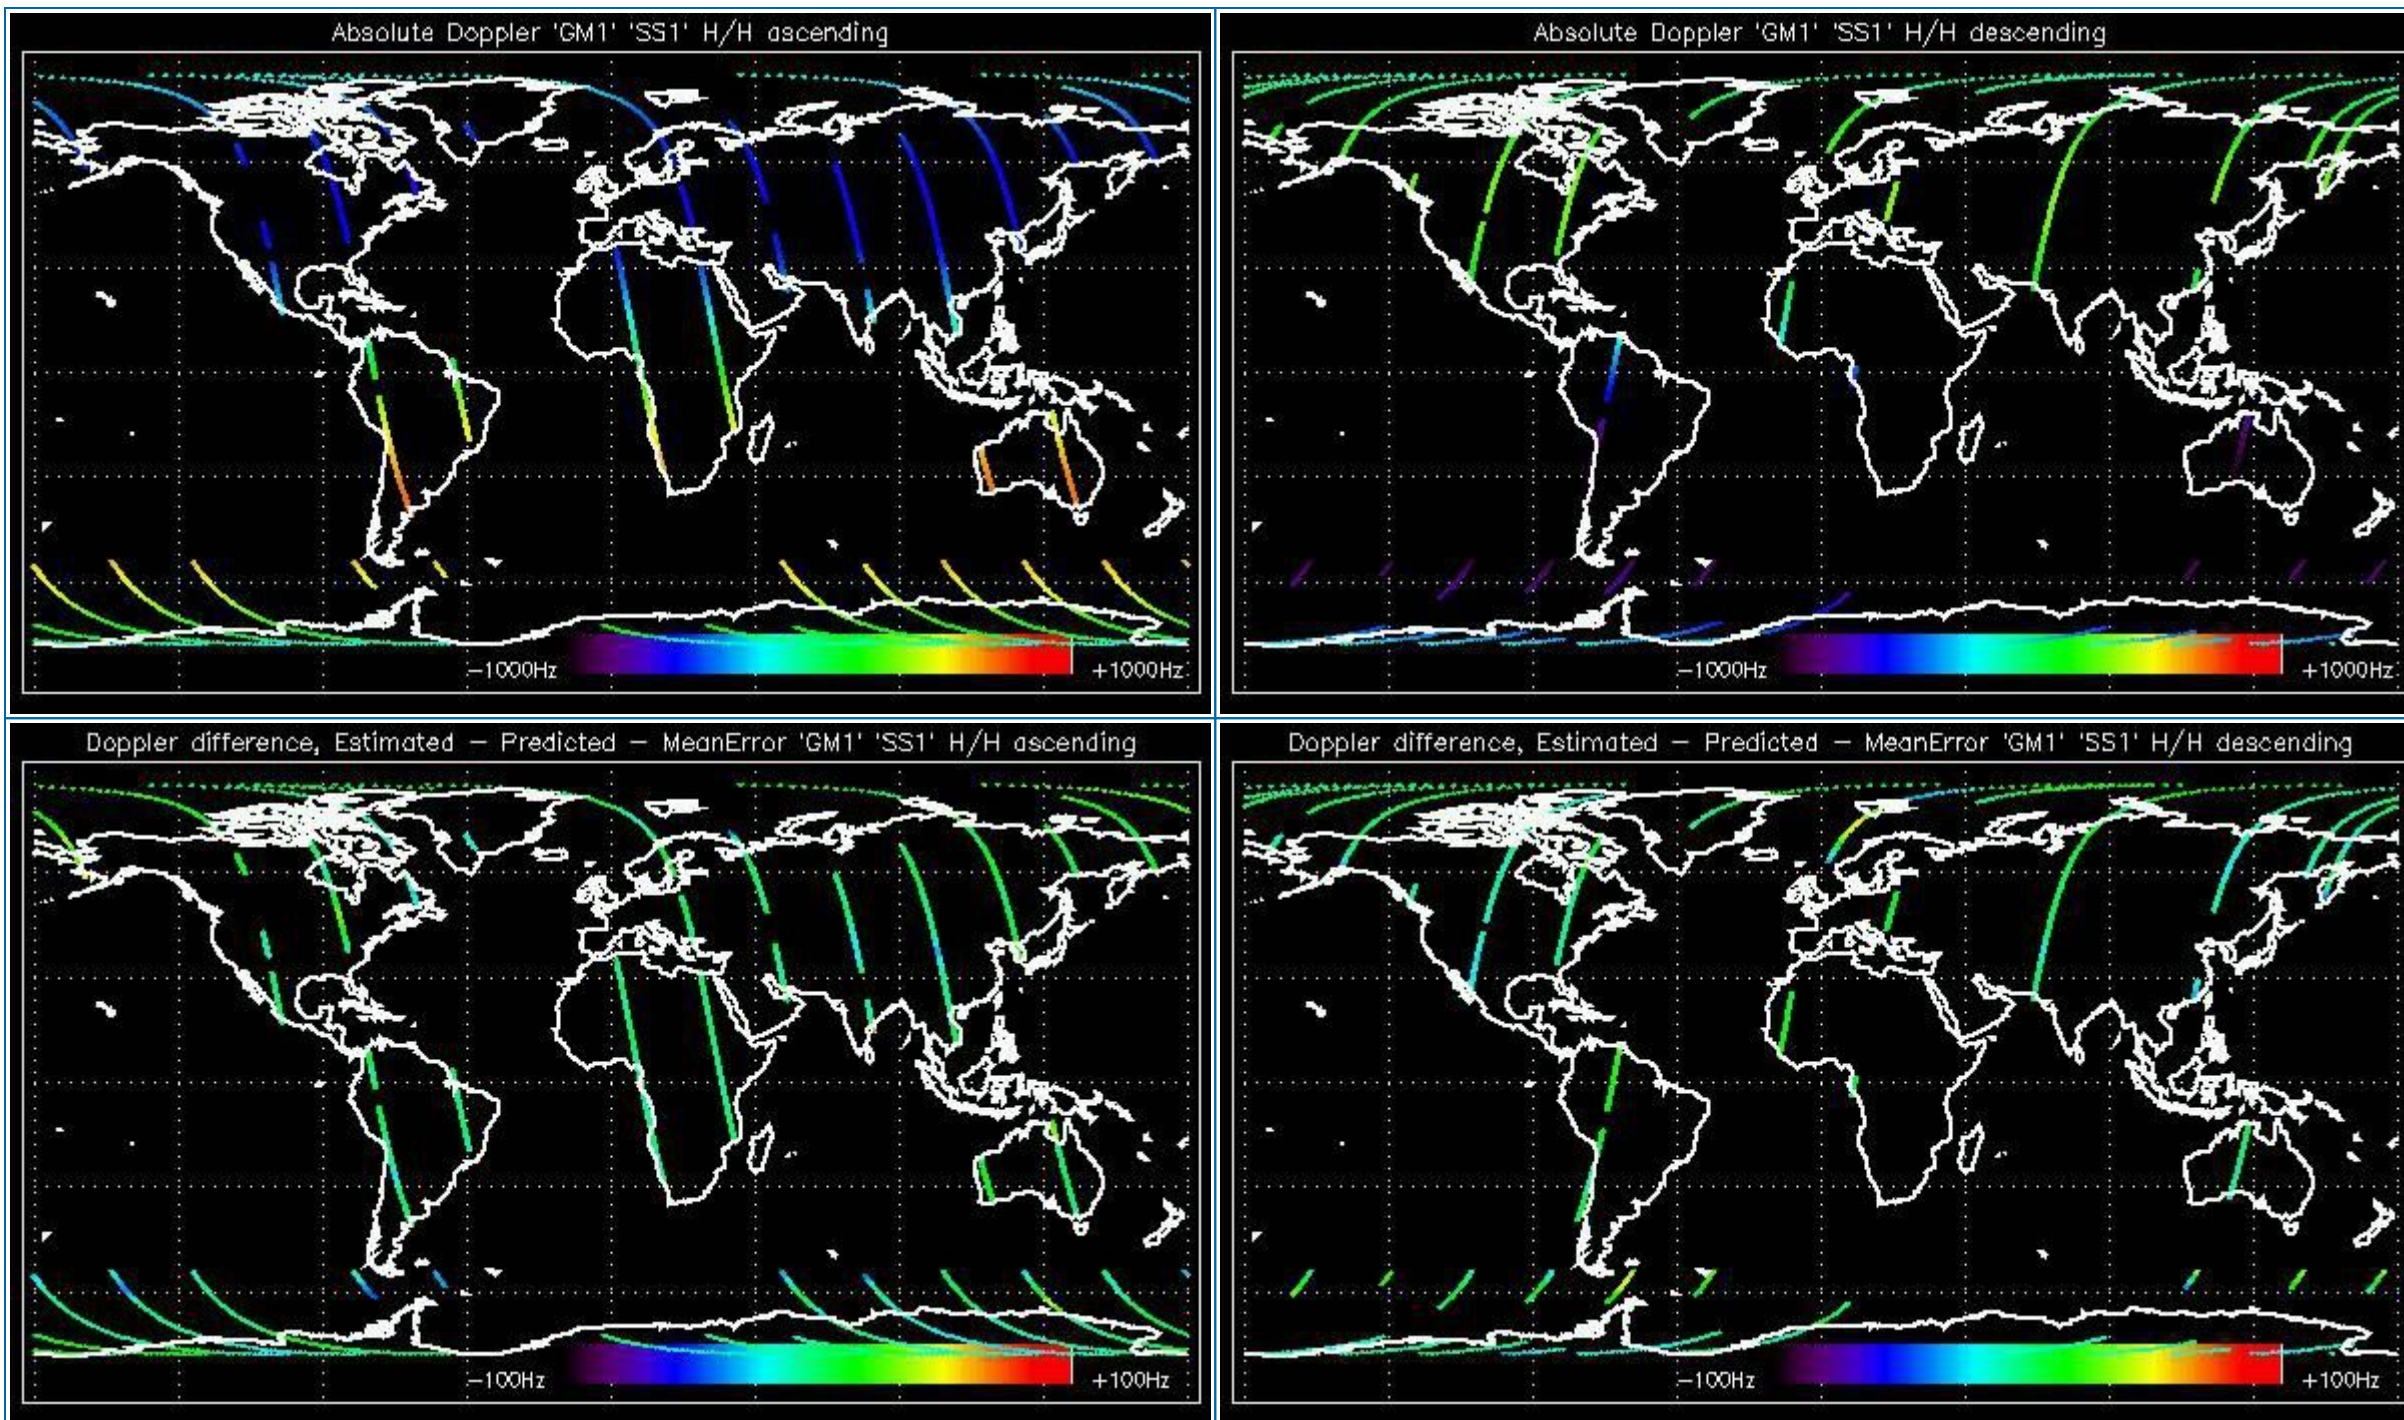 Absolute Doppler 'GM1' 'SS1' H/H ascending
−1000Hz
+1000Hz
Absolute Doppler 'GM1' 'SS1' H/H descending
−1000Hz
+1000Hz
Doppler difference, Estimated − Predicted − MeanError 'GM1' 'SS1' H/H ascending
−100Hz
+100Hz
Doppler difference, Estimated − Predicted − MeanError 'GM1' 'SS1' H/H descending
−100Hz
+100Hz